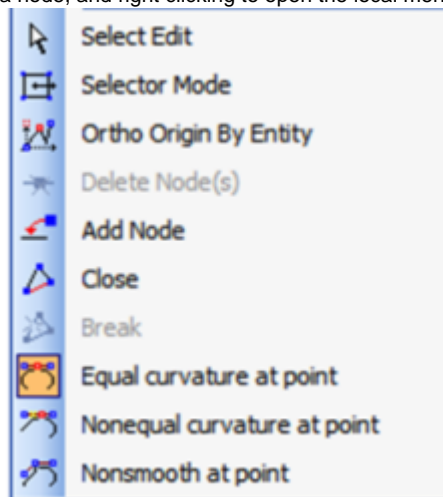 a node, and right clicking to open the local men
Select Edit
Selector Mode
Ortho Origin By Entity
Delete Node(s)
Add Node
Close
Break
Equal curvature at point
Nonequal curvature at point
Nonsmooth at point